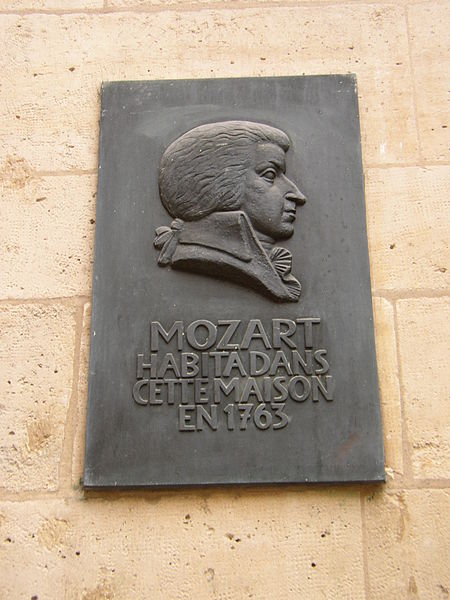 MOZART
HABITA DANS
CETTE MAISON
EN 1763